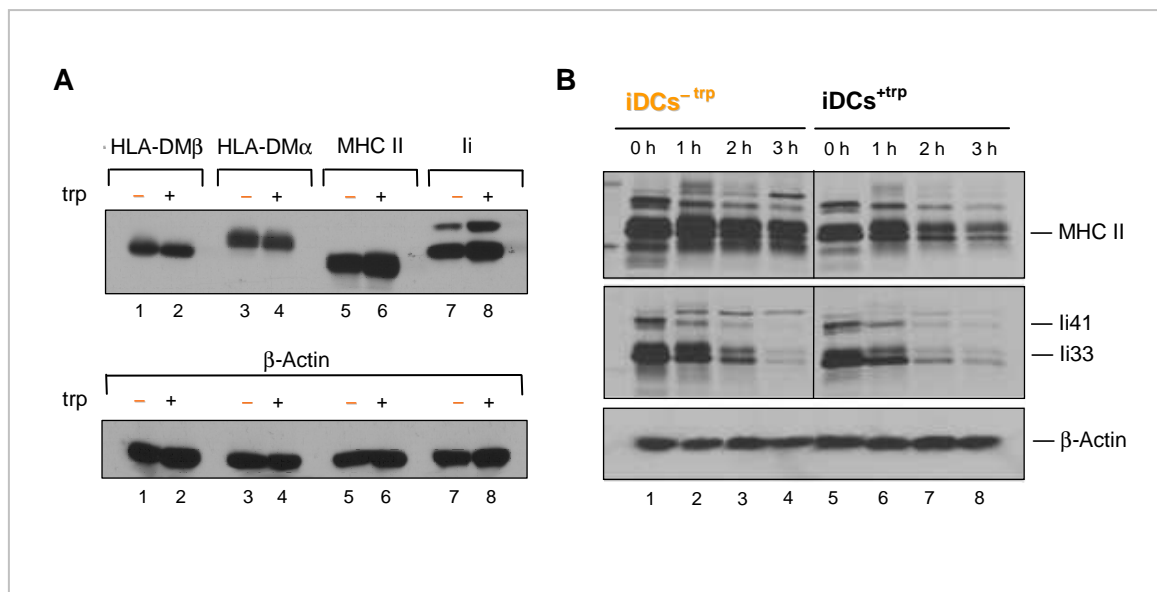 A
HLA-DMβ HLA-DMα MHC II Ii
trp – + – + – + – +
1 2 3 4 5 6 7 8
β-Actin
trp – + – + – + – +
1 2 3 4 5 6 7 8
B
iDCs– trp iDCs+trp
0 h 1 h 2 h 3 h 0 h 1 h 2 h 3 h
MHC II
Ii41
Ii33
β-Actin
1 2 3 4 5 6 7 8